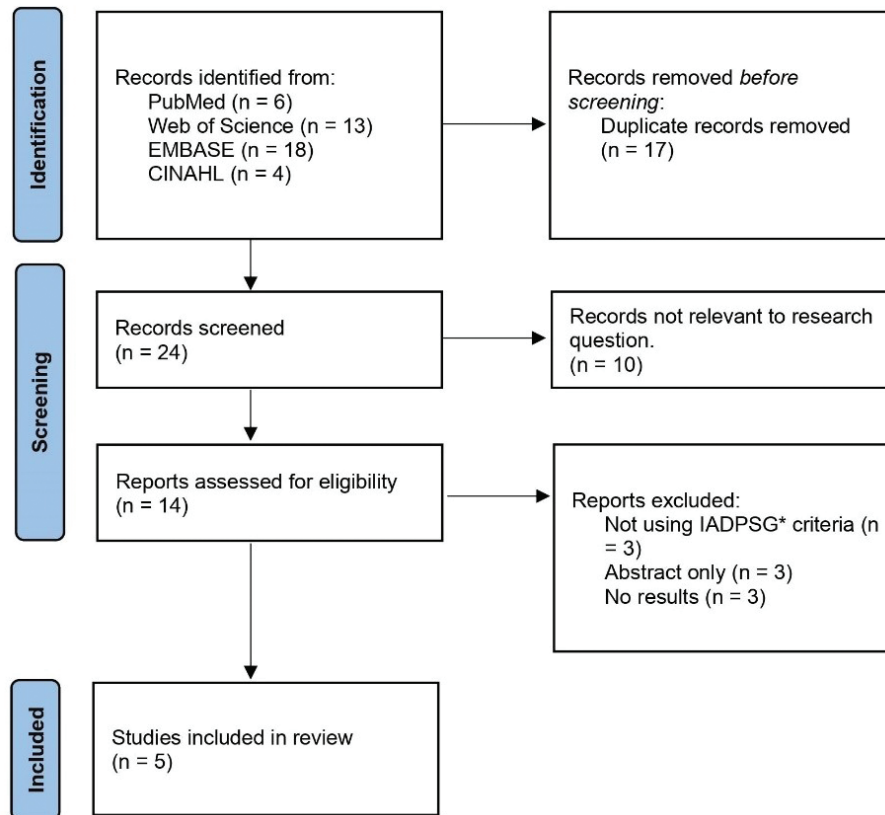 Identification
Records identified from:
PubMed (n = 6)
Web of Science (n = 13)
EMBASE (n = 18)
CINAHL (n = 4)
Records removed before
screening:
Duplicate records removed
(n = 17)
Screening
Records screened
(n = 24)
Records not relevant to research
question.
(n = 10)
Reports assessed for eligibility
(n = 14)
Reports excluded:
Not using IADPSG* criteria (n
= 3)
Abstract only (n = 3)
No results (n = 3)
Included
Studies included in review
(n = 5)